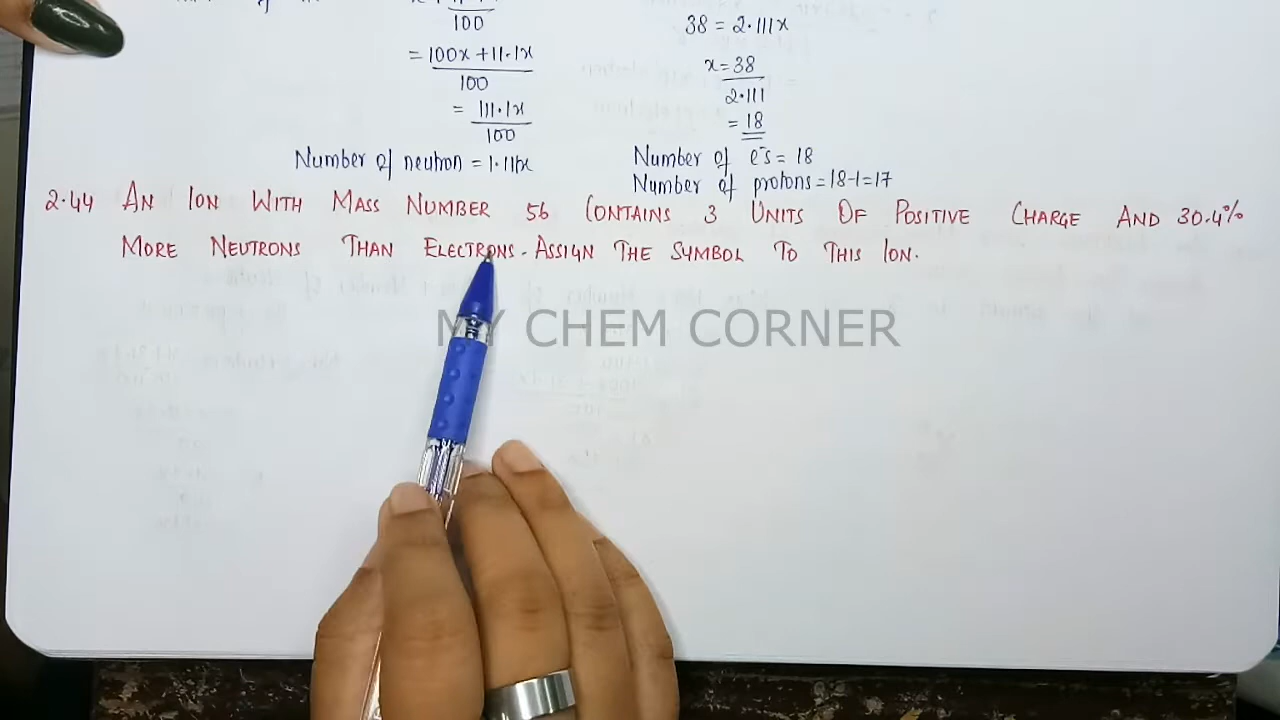 100
38 = 2.111x
= 100x + 11.1x
100
x = 38
2.111
= 111.1x
100
= 18
Number of neutron = 1.111x
Number of e⁻s = 18
Number of protons = 18-1 = 17
2.44 AN ION WITH MASS NUMBER 56 CONTAINS 3 UNITS OF POSITIVE CHARGE AND 30.4%
MORE NEUTRONS THAN ELECTRONS. ASSIGN THE SYMBOL TO THIS ION.
MY CHEM CORNER